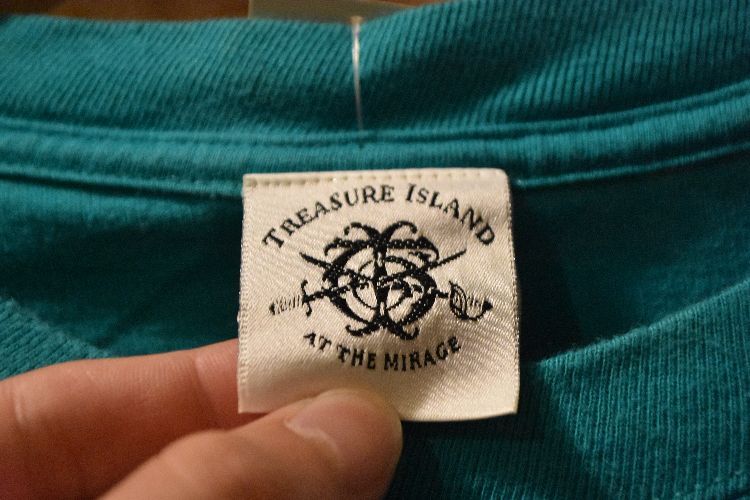 TREASURE ISLAND
AT THE MIRAGE